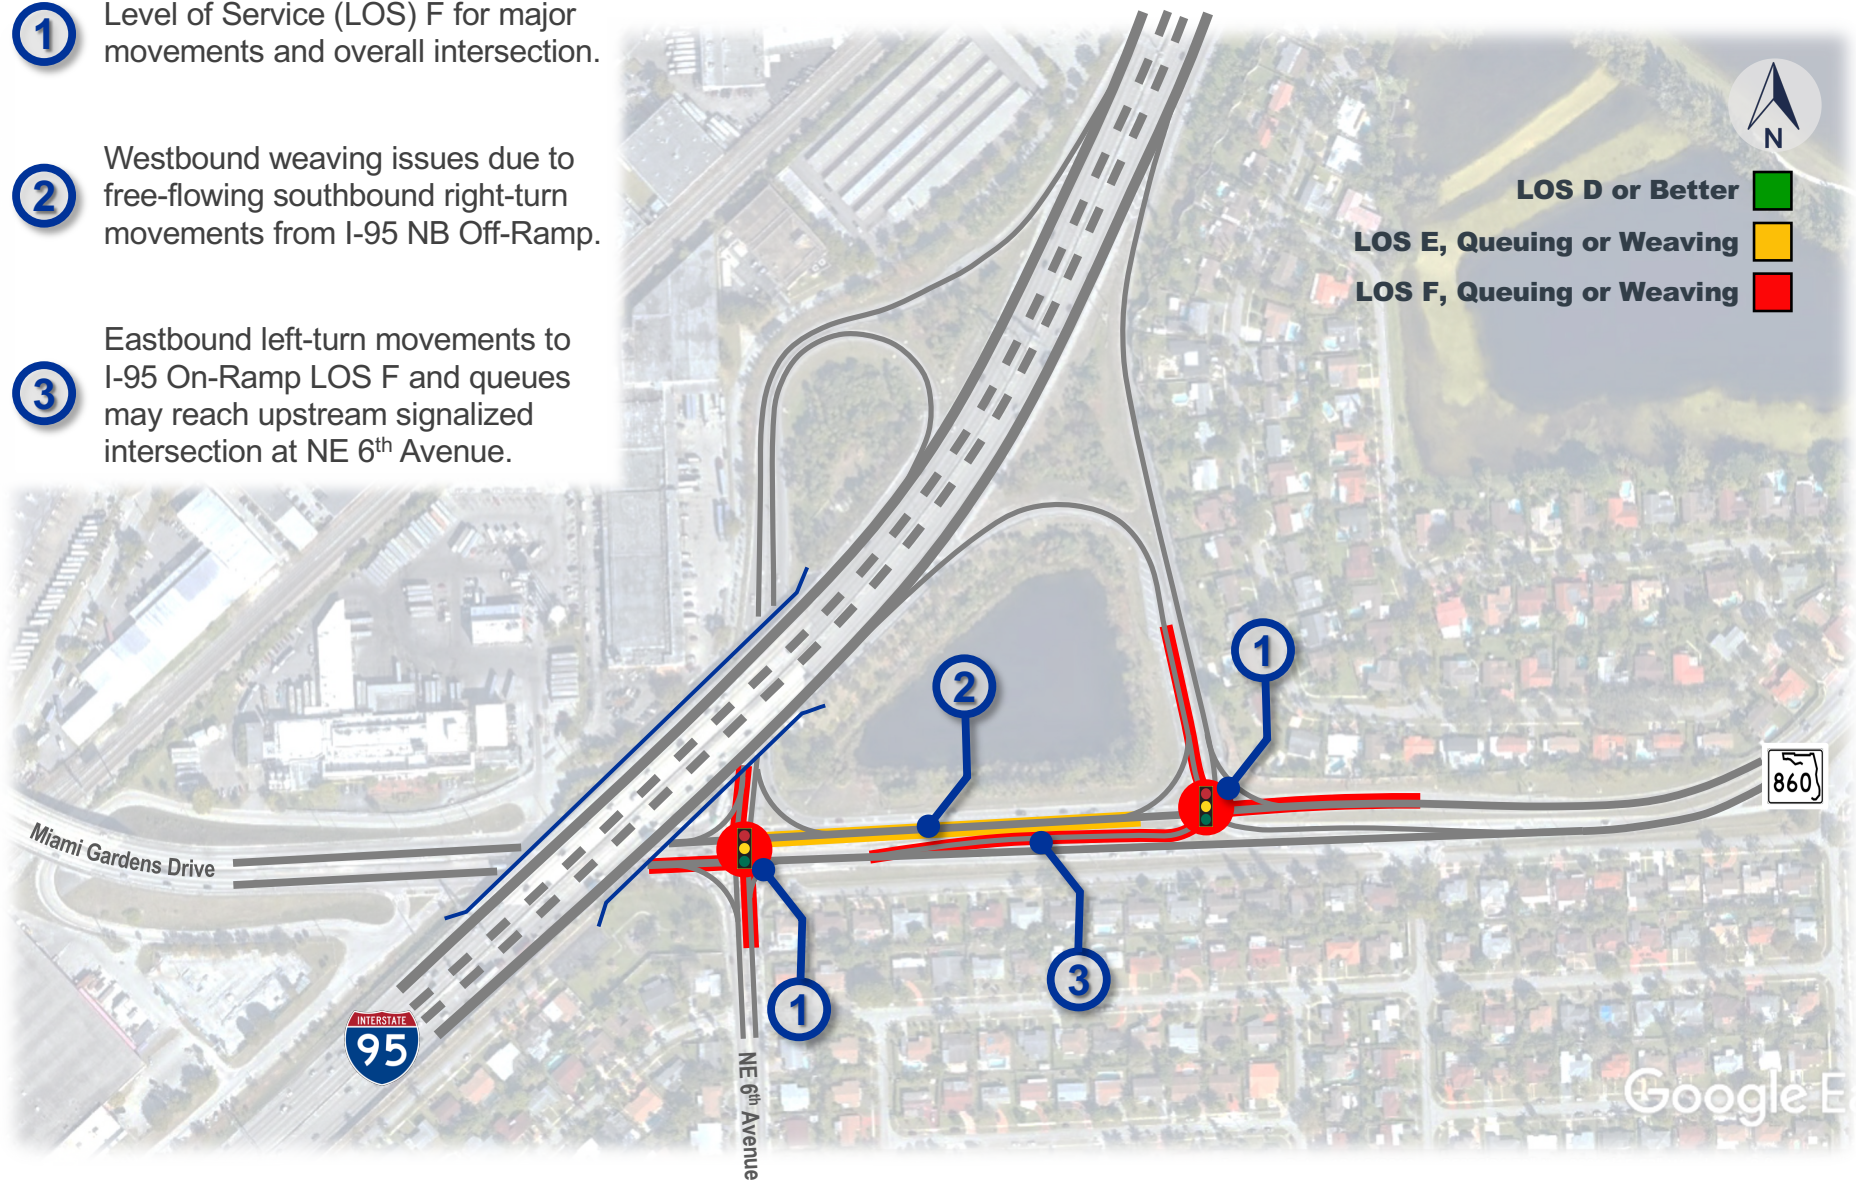 1
Level of Service (LOS) F for major
movements and overall intersection.
2
Westbound weaving issues due to
free-flowing southbound right-turn
movements from I-95 NB Off-Ramp.
3
Eastbound left-turn movements to
I-95 On-Ramp LOS F and queues
may reach upstream signalized
intersection at NE 6th Avenue.
N
LOS D or Better
LOS E, Queuing or Weaving
LOS F, Queuing or Weaving
1
2
860
Miami Gardens Drive
3
1
INTERSTATE
95
NE 6th Avenue
Google E